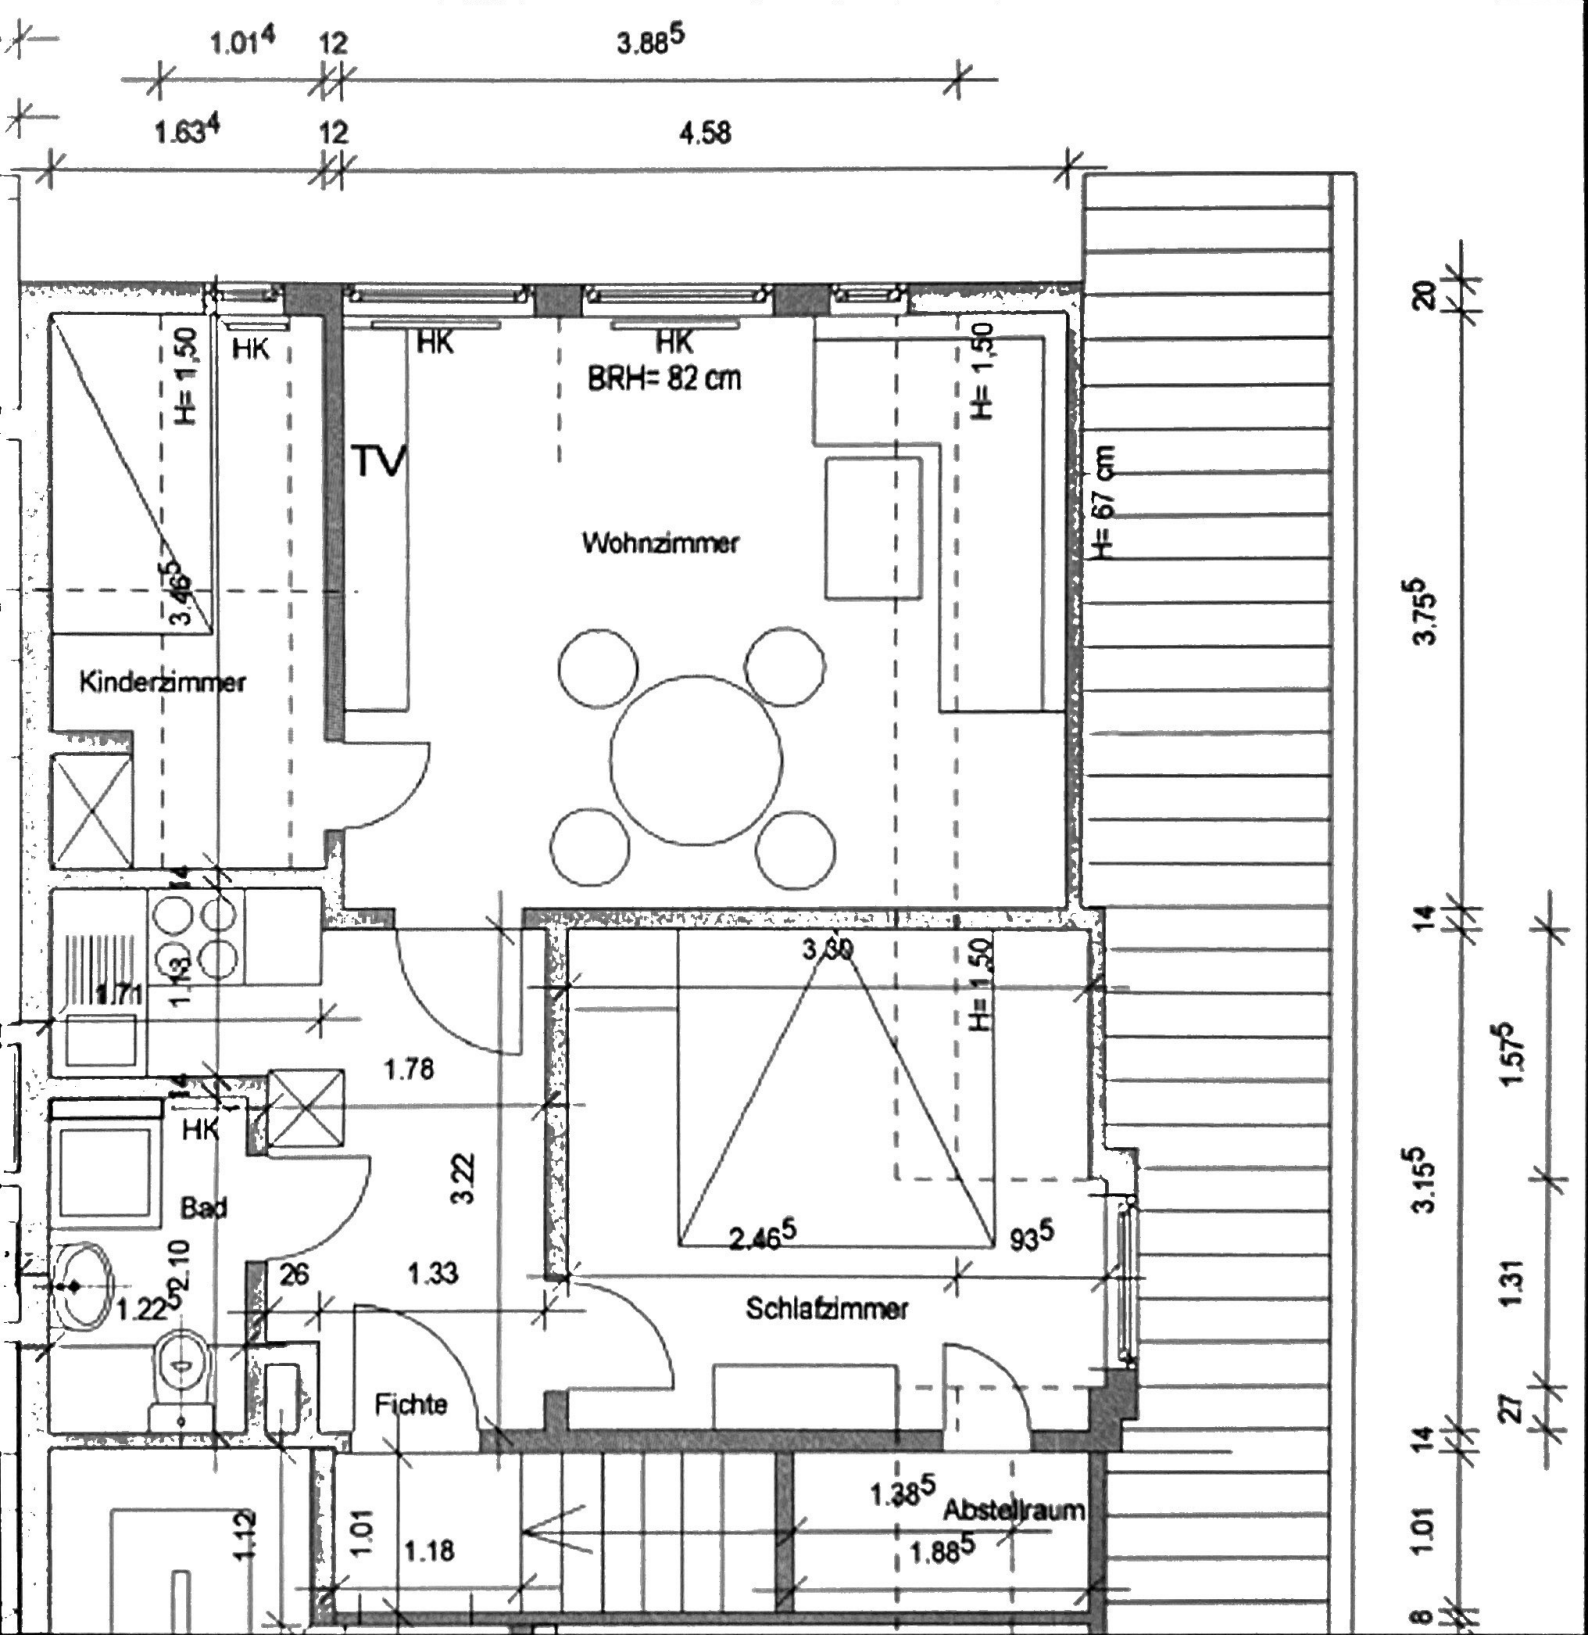 1.01⁴ 12 3.88⁵
1.63⁴ 12 4.58
20
H= 1,50
HK
HK
HK
BRH= 82 cm
H= 1,50
TV
H= 67 cm
Wohnzimmer
3.46⁵
3.75⁵
Kinderzimmer
14
14
3.30
H= 1,50
1.71
1.13
1.78
1.57⁵
14
HK
3.22
3.15⁵
Bad
2.46⁵
93⁵
2.10
26
1.33
1.31
1.22⁵
Schlafzimmer
Fichte
27
14
1.38⁵
Abstellraum
1.12
1.01
1.18
1.88⁵
1.01
8